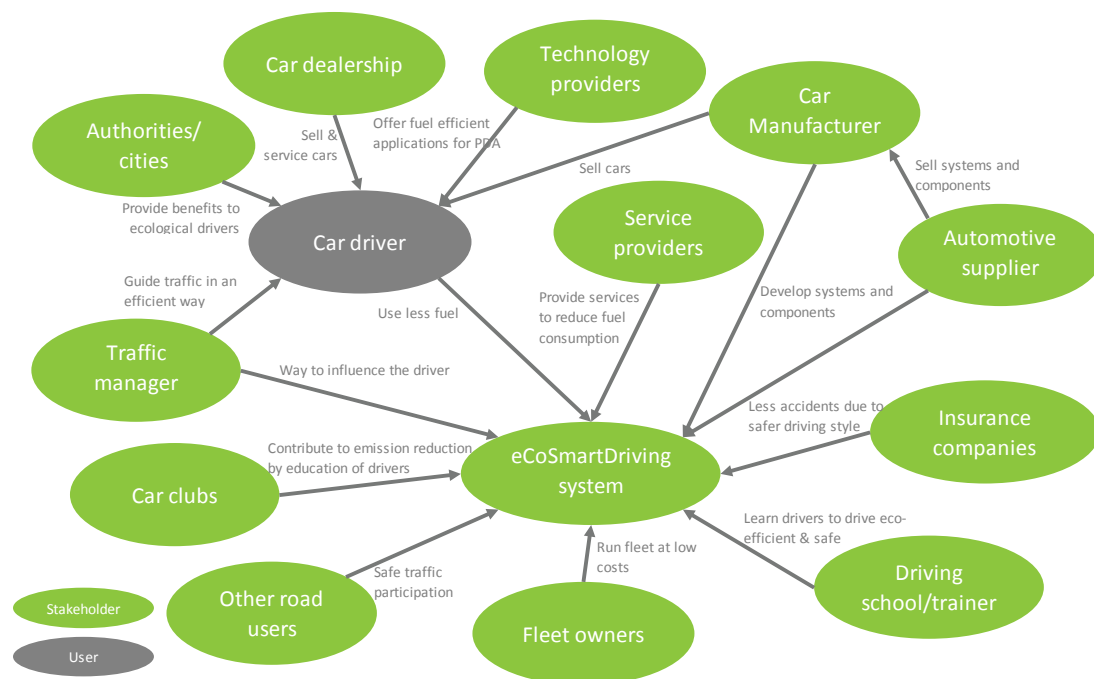 Car dealership
Technology
providers
Car
Manufacturer
Authorities/
cities
Sell &
service cars
Offer fuel efficient
applications for PDA
Sell cars
Sell systems and
components
Provide benefits to
ecological drivers
Car driver
Service
providers
Automotive
supplier
Guide traffic in an
efficient way
Use less fuel
Provide services
to reduce fuel
consumption
Develop systems and
components
Traffic
manager
Way to influence the driver
Less accidents due to
safer driving style
Insurance
companies
Contribute to emission reduction
by education of drivers
Car clubs
eCoSmartDriving
system
Learn drivers to drive eco-
efficient & safe
Safe traffic
participation
Run fleet at low
costs
Other road
users
Fleet owners
Driving
school/trainer
Stakeholder
User